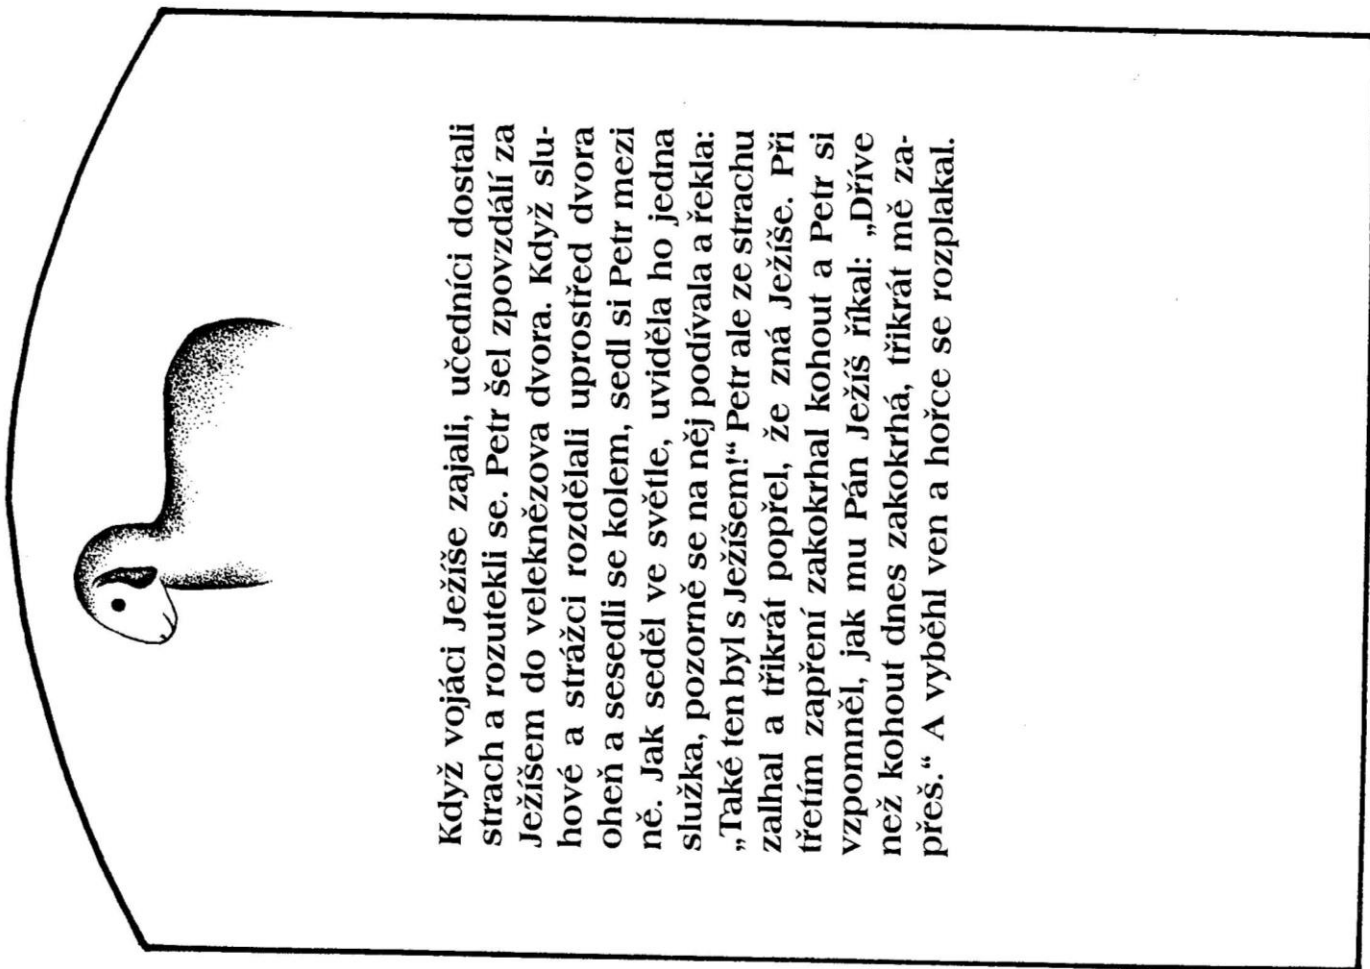 Když vojáci Ježíše zajali, učedníci dostali
strach a rozutekli se. Petr šel zpovzdálí za
Ježíšem do veleknězova dvora. Když slu-
hové a strážci rozdělali uprostřed dvora
oheň a sesedli se kolem, sedl si Petr mezi
ně. Jak seděl ve světle, uviděla ho jedna
služka, pozorně se na něj podívala a řekla:
„Také ten byl s Ježíšem!“ Petr ale ze strachu
zalhal a třikrát popřel, že zná Ježíše. Při
třetím zapření zakokrhal kohout a Petr si
vzpomněl, jak mu Pán Ježíš říkal: „Dříve
než kohout dnes zakokrhá, třikrát mě za-
přeš.“ A vyběhl ven a hořce se rozplakal.